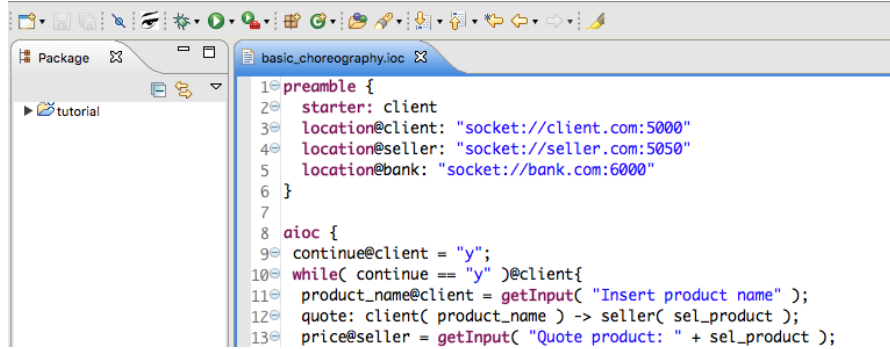 Package
tutorial
basic_choreography.ioc
1 preamble {
2 starter: client
3 location@client: "socket://client.com:5000"
4 location@seller: "socket://seller.com:5050"
5 location@bank: "socket://bank.com:6000"
6 }
7
8 aioc {
9 continue@client = "y";
10 while( continue == "y" )@client{
11 product_name@client = getInput( "Insert product name" );
12 quote: client( product_name ) -> seller( sel_product );
13 price@seller = getInput( "Quote product: " + sel_product );